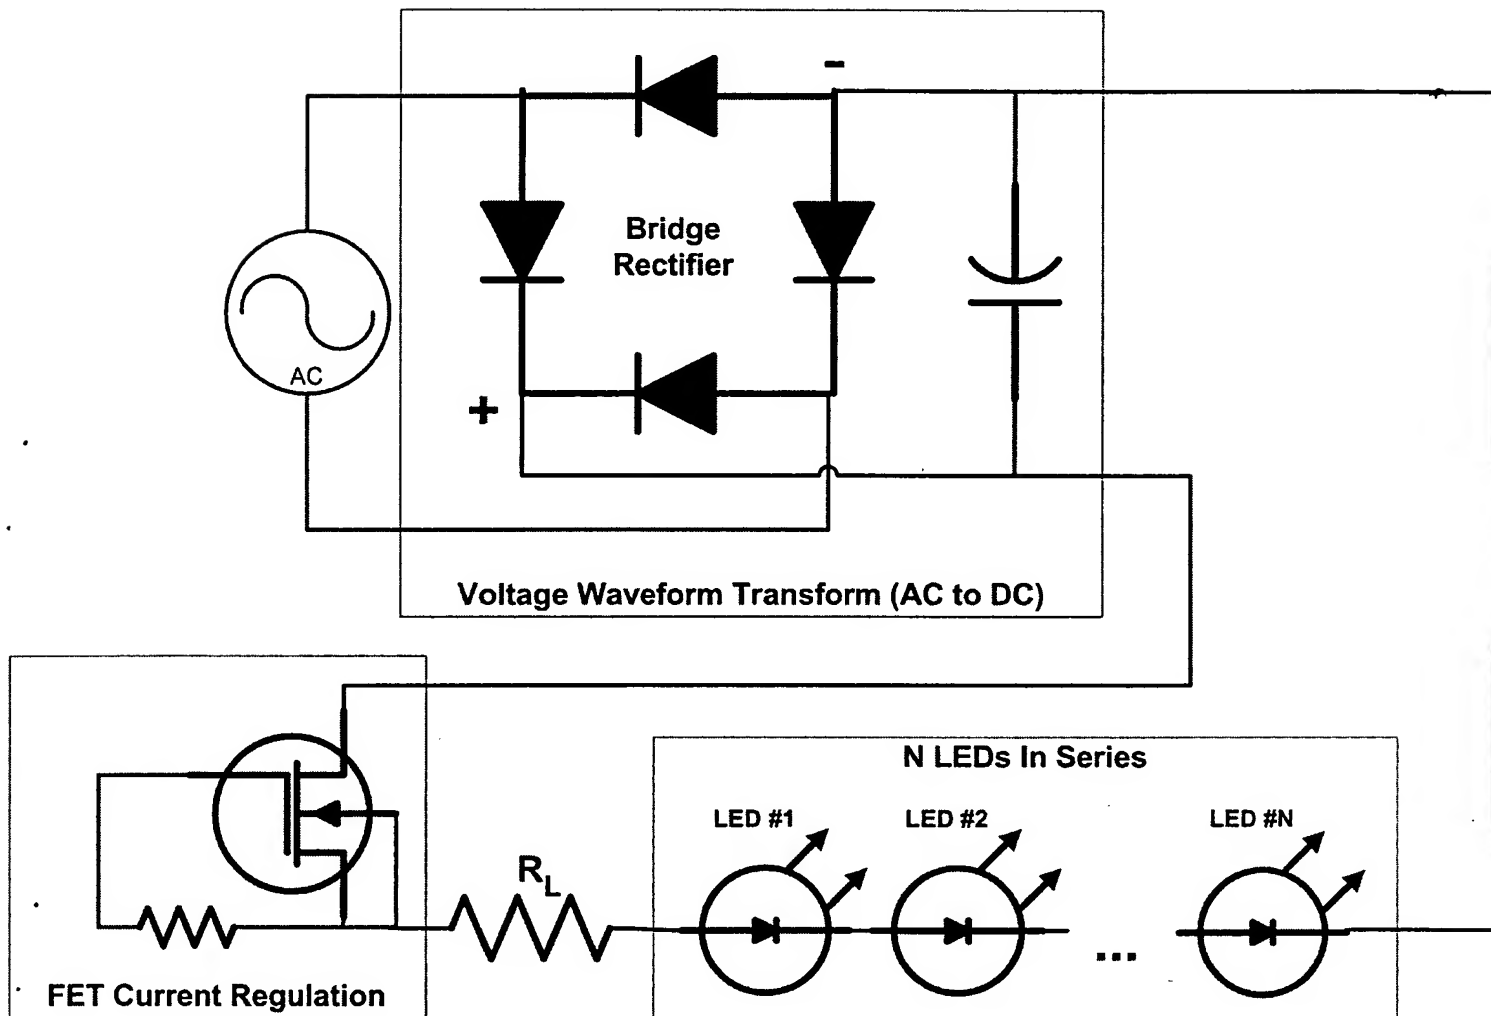 -
Bridge
Rectifier
AC
+
Voltage Waveform Transform (AC to DC)
N LEDs In Series
LED #1
LED #2
LED #N
RL
...
FET Current Regulation